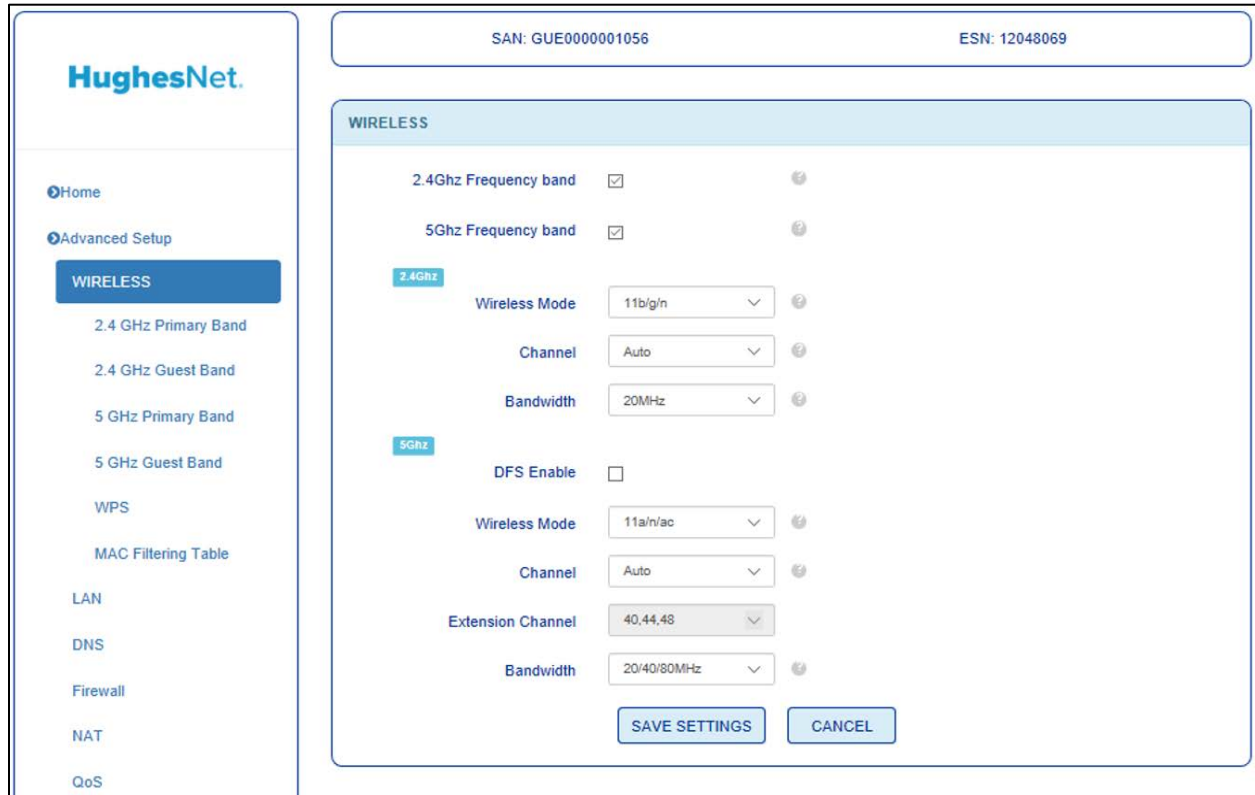 SAN: GUE0000001056 ESN: 12048069
HughesNet.
Home
Advanced Setup
WIRELESS
2.4 GHz Primary Band
2.4 GHz Guest Band
5 GHz Primary Band
5 GHz Guest Band
WPS
MAC Filtering Table
LAN
DNS
Firewall
NAT
QoS
WIRELESS
2.4Ghz Frequency band ?
5Ghz Frequency band ?
2.4Ghz
Wireless Mode 11b/g/n ?
Channel Auto ?
Bandwidth 20MHz ?
5Ghz
DFS Enable
Wireless Mode 11a/n/ac ?
Channel Auto ?
Extension Channel 40,44,48
Bandwidth 20/40/80MHz ?
SAVE SETTINGS CANCEL